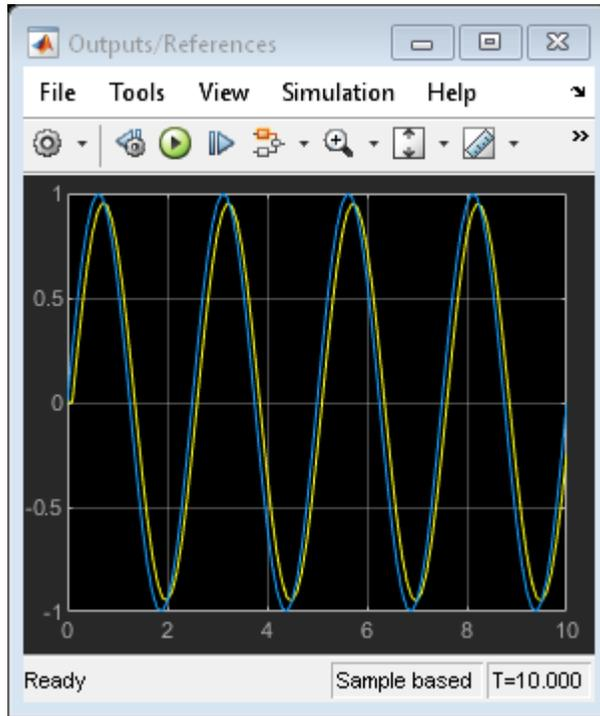 Outputs/References
File Tools View Simulation Help
1
0.5
0
-0.5
-1
0 2 4 6 8 10
Ready Sample based T=10.000